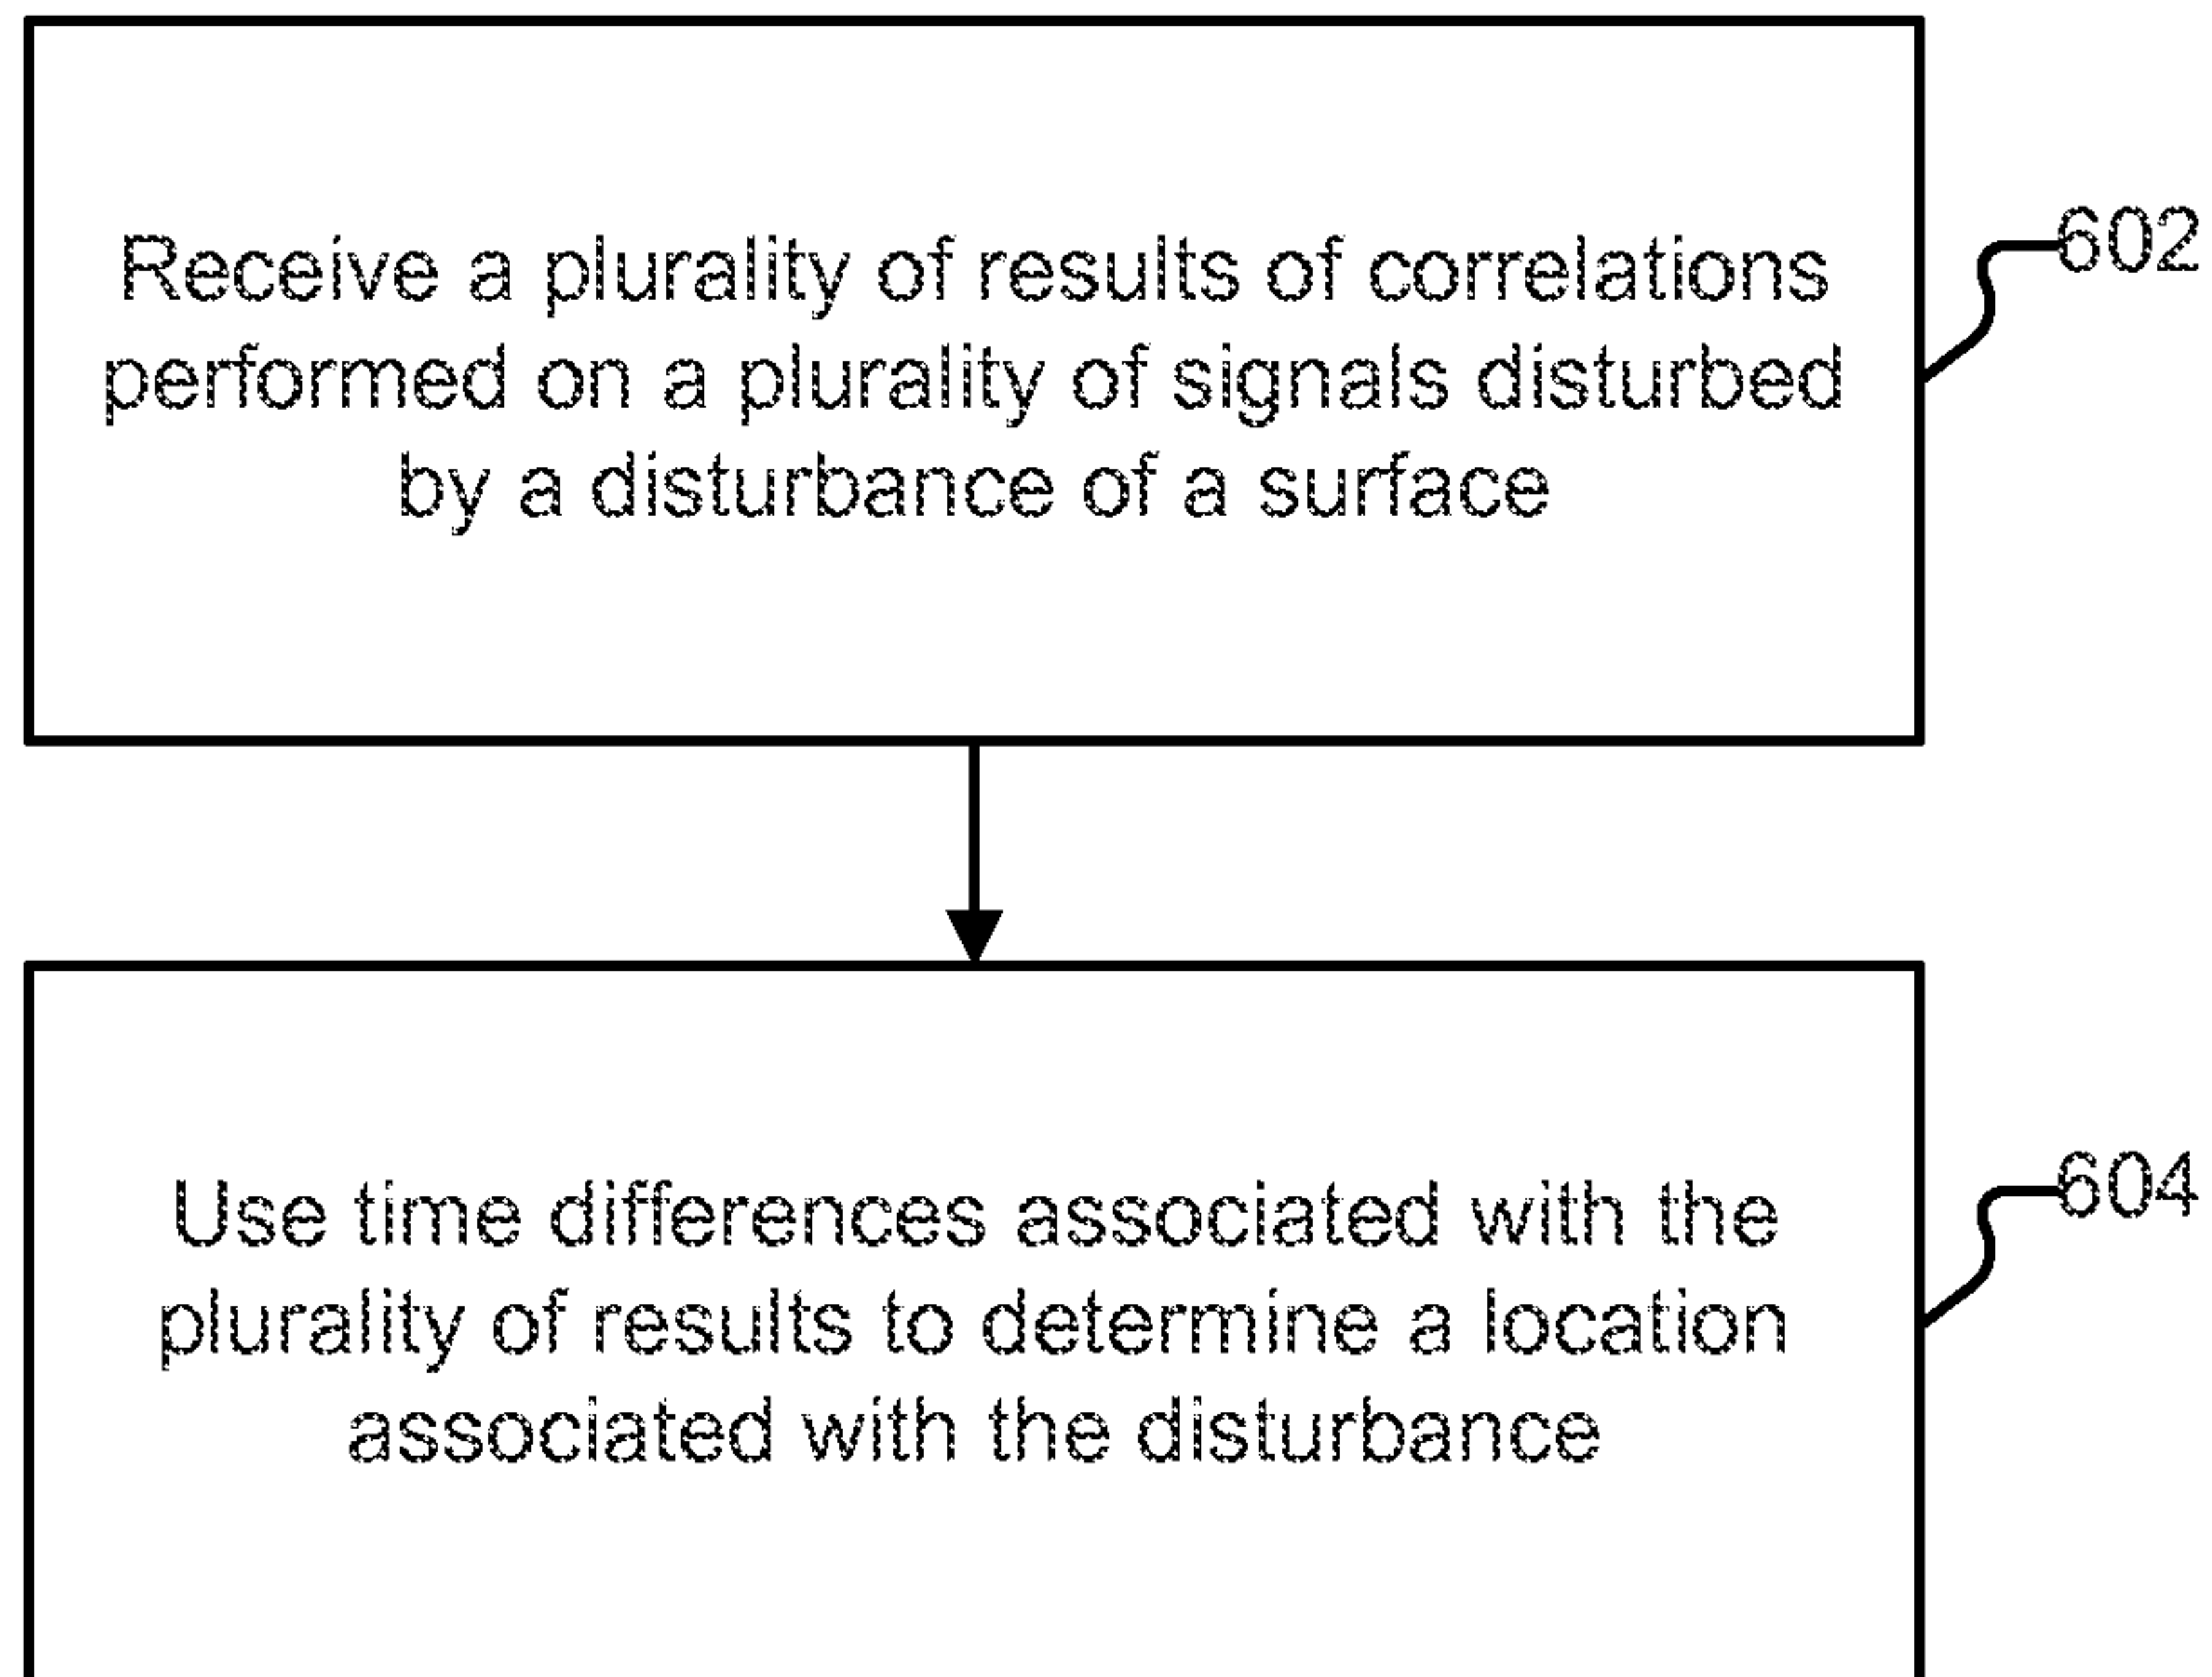 Receive a plurality of results of correlations
performed on a plurality of signals disturbed
by a disturbance of a surface
602
Use time differences associated with the
plurality of results to determine a location
associated with the disturbance
604